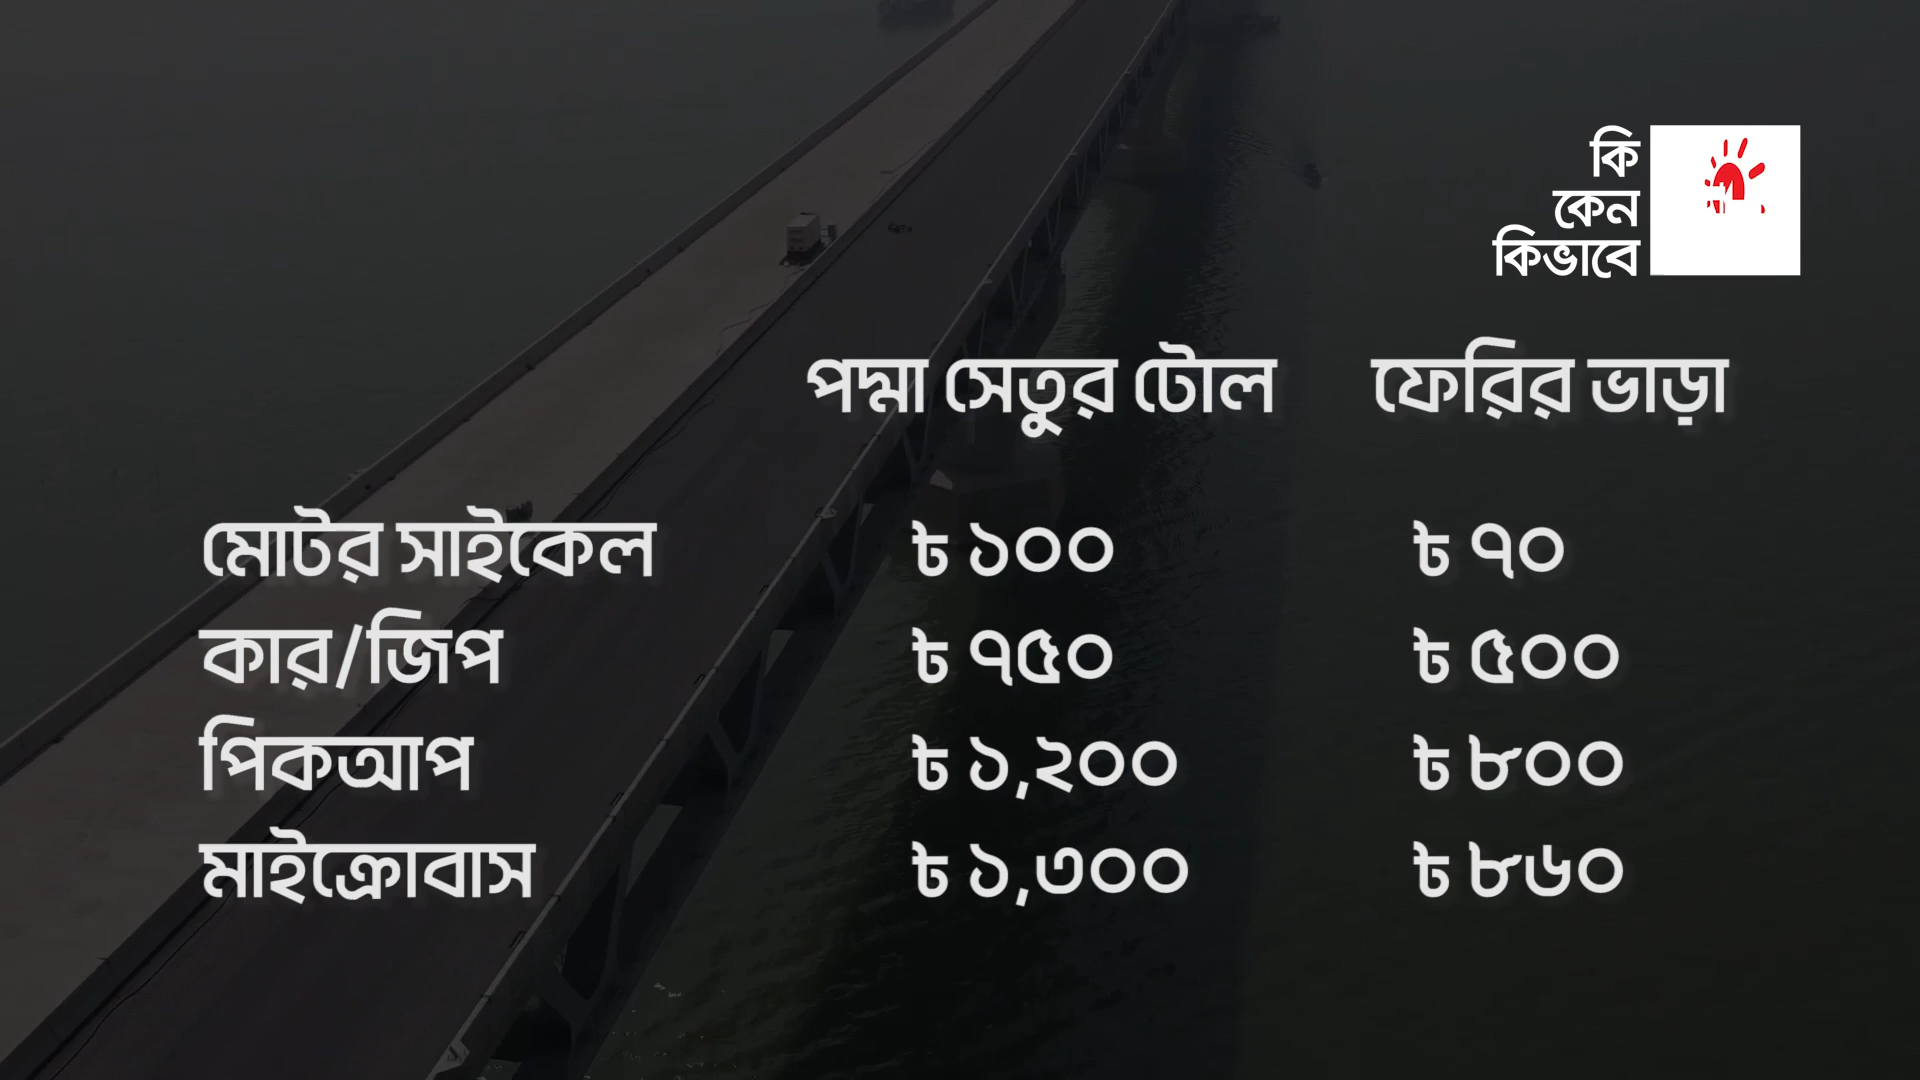 কি
কেন
কিভাবে
পদ্মা সেতুর টোল ফেরির ভাড়া
মোটর সাইকেল ৳ ১০০ ৳ ৭০
কার/জিপ ৳ ৭৫০ ৳ ৫০০
পিকআপ ৳ ১,২০০ ৳ ৮০০
মাইক্রোবাস ৳ ১,৩০০ ৳ ৮৬০